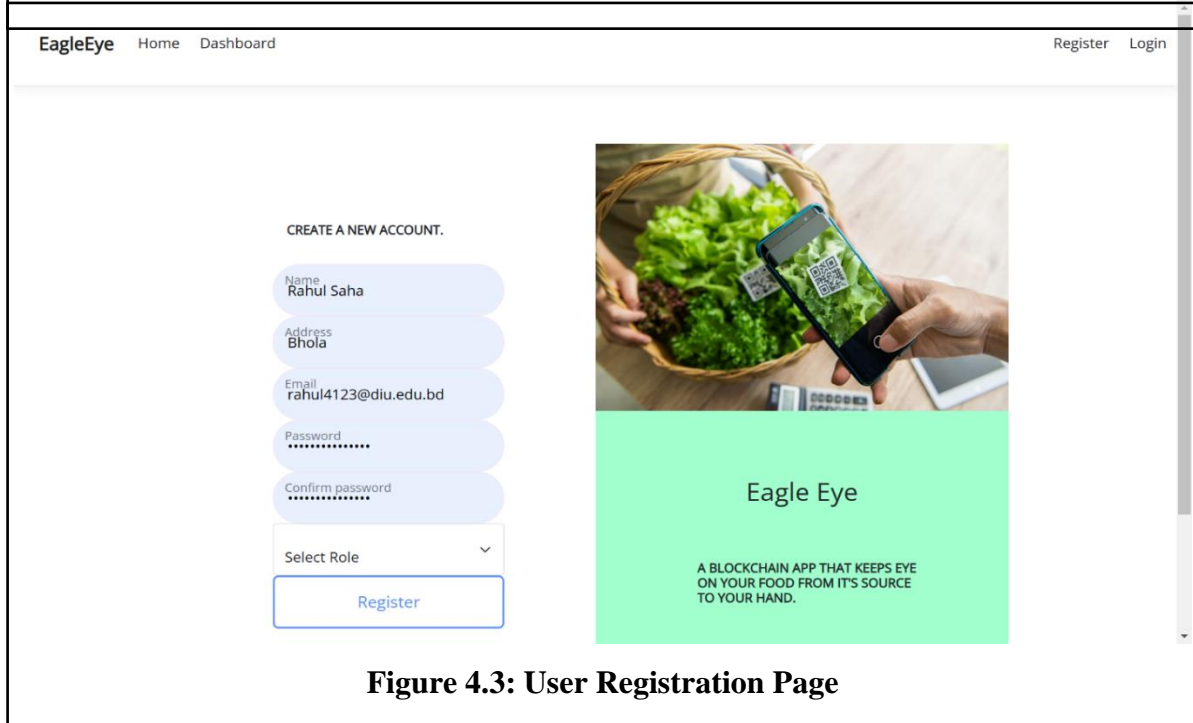 EagleEye Home Dashboard Register Login
CREATE A NEW ACCOUNT.
Name
Rahul Saha
Address
Bhola
Email
rahul4123@diu.edu.bd
Password
•••••••••••••••
Confirm password
•••••••••••••••
Select Role
Register
Eagle Eye
A BLOCKCHAIN APP THAT KEEPS EYE
ON YOUR FOOD FROM IT'S SOURCE
TO YOUR HAND.
Figure 4.3: User Registration Page